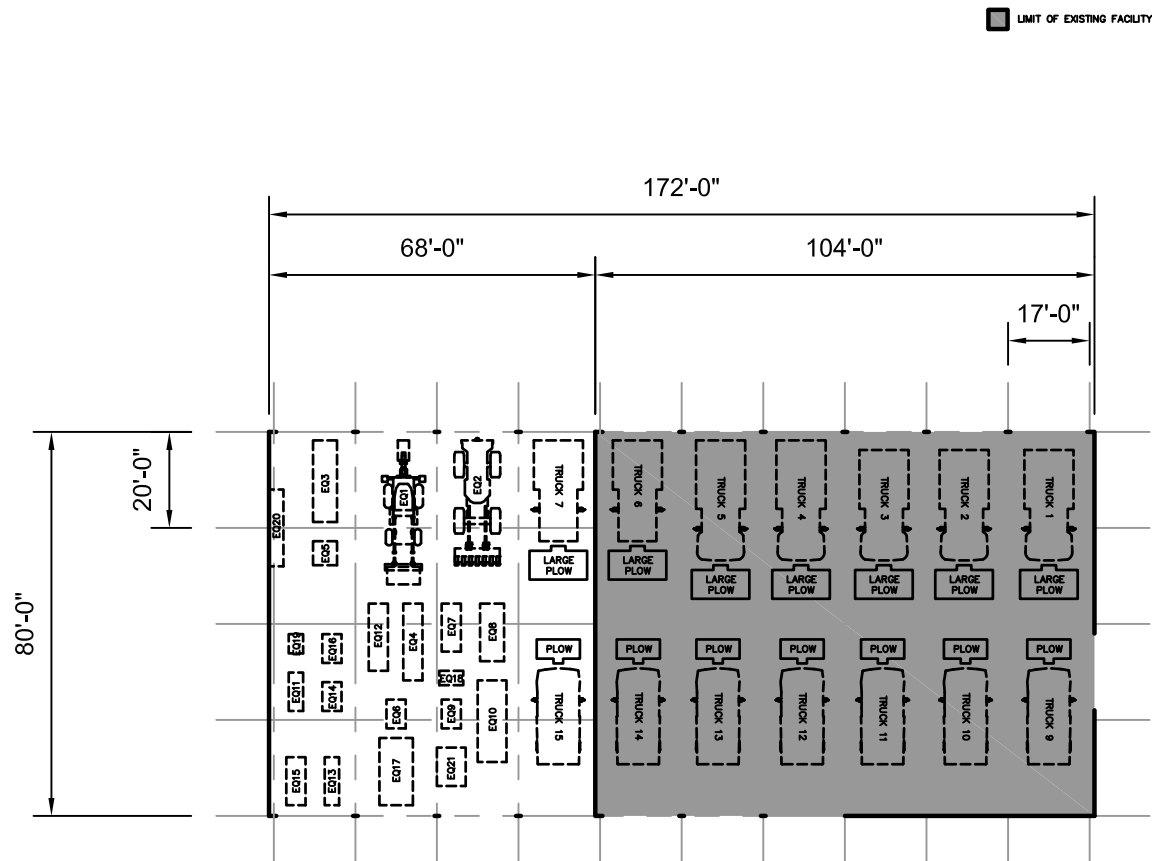 LIMIT OF EXISTING FACILITY
172'-0"
68'-0"
104'-0"
17'-0"
20'-0"
80'-0"
EQ20
EQ3
EQ5
EQ1
EQ2
TRUCK 7
TRUCK 6
TRUCK 5
TRUCK 4
TRUCK 3
TRUCK 2
TRUCK 1
LARGE
PLOW
LARGE
PLOW
LARGE
PLOW
LARGE
PLOW
LARGE
PLOW
LARGE
PLOW
LARGE
PLOW
EQ19
EQ16
EQ12
EQ4
EQ7
EQ8
EQ11
EQ14
EQ18
EQ6
EQ9
EQ10
EQ15
EQ13
EQ17
EQ21
PLOW
PLOW
PLOW
PLOW
PLOW
PLOW
PLOW
TRUCK 15
TRUCK 14
TRUCK 13
TRUCK 12
TRUCK 11
TRUCK 10
TRUCK 9